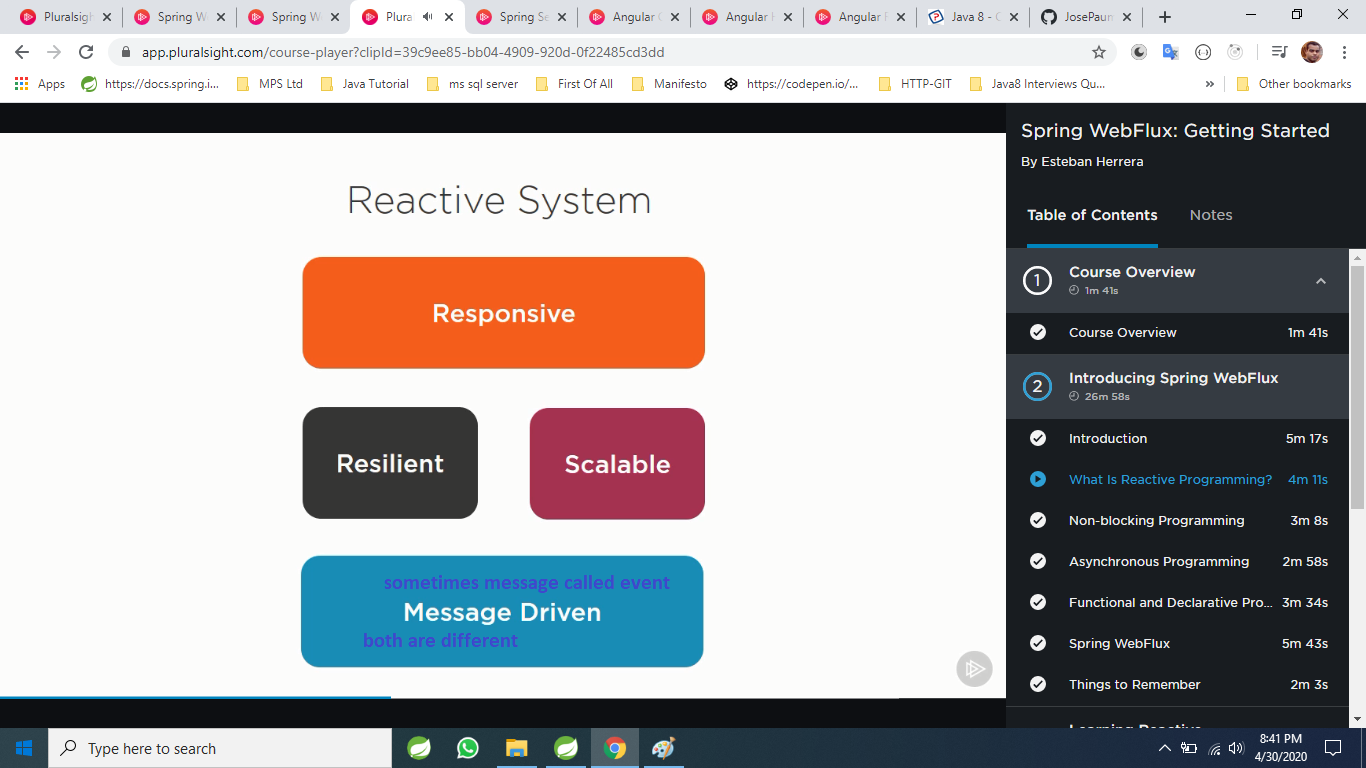 Pluralsigh
Spring W
Spring W
Plura
Spring Se
Angular
Angular
Angular
Java 8 -
JosePaun
app.pluralsight.com/course-player?clipId=39c9ee85-bb04-4909-920d-0f22485cd3dd
Apps
https://docs.spring.i...
MPS Ltd
Java Tutorial
ms sql server
First Of All
Manifesto
https://codepen.io/...
HTTP-GIT
Java8 Interviews Qu...
»
Other bookmarks
Reactive System
Responsive
Resilient
Scalable
sometimes message called event
Message Driven
both are different
Spring WebFlux: Getting Started
By Esteban Herrera
Table of Contents
Notes
1
Course Overview
1m 41s
Course Overview
1m 41s
2
Introducing Spring WebFlux
26m 58s
Introduction
5m 17s
What Is Reactive Programming?
4m 11s
Non-blocking Programming
3m 8s
Asynchronous Programming
2m 58s
Functional and Declarative Pro...
3m 34s
Spring WebFlux
5m 43s
Things to Remember
2m 3s
Type here to search
8:41 PM
4/30/2020